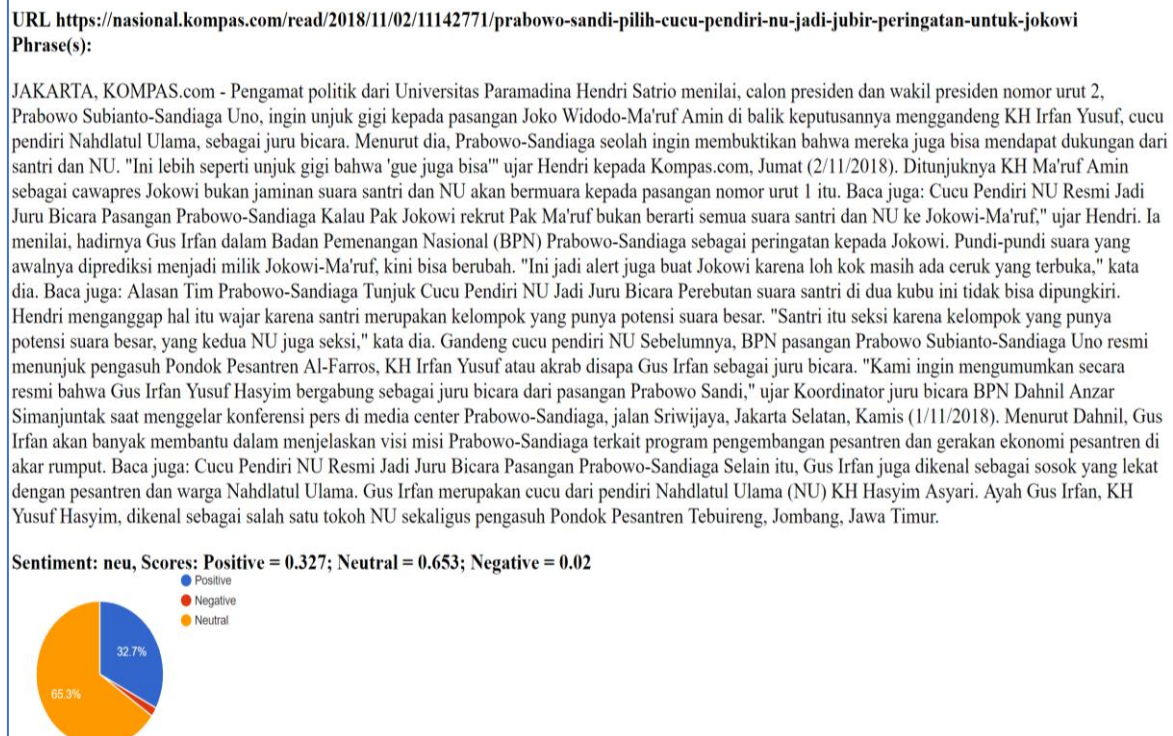 URL https://nasional.kompas.com/read/2018/11/02/11142771/prabowo-sandi-pilih-cucu-pendiri-nu-jadi-jubir-peringatan-untuk-jokowi
Phrase(s):
JAKARTA, KOMPAS.com - Pengamat politik dari Universitas Paramadina Hendri Satrio menilai, calon presiden dan wakil presiden nomor urut 2,
Prabowo Subianto-Sandiaga Uno, ingin unjuk gigi kepada pasangan Joko Widodo-Ma'ruf Amin di balik keputusannya menggandeng KH Irfan Yusuf, cucu
pendiri Nahdlatul Ulama, sebagai juru bicara. Menurut dia, Prabowo-Sandiaga seolah ingin membuktikan bahwa mereka juga bisa mendapat dukungan dari
santri dan NU. "Ini lebih seperti unjuk gigi bahwa 'gue juga bisa'" ujar Hendri kepada Kompas.com, Jumat (2/11/2018). Ditunjuknya KH Ma'ruf Amin
sebagai cawapres Jokowi bukan jaminan suara santri dan NU akan bermuara kepada pasangan nomor urut 1 itu. Baca juga: Cucu Pendiri NU Resmi Jadi
Juru Bicara Pasangan Prabowo-Sandiaga Kalau Pak Jokowi rekrut Pak Ma'ruf bukan berarti semua suara santri dan NU ke Jokowi-Ma'ruf," ujar Hendri. Ia
menilai, hadirnya Gus Irfan dalam Badan Pemenangan Nasional (BPN) Prabowo-Sandiaga sebagai peringatan kepada Jokowi. Pundi-pundi suara yang
awalnya diprediksi menjadi milik Jokowi-Ma'ruf, kini bisa berubah. "Ini jadi alert juga buat Jokowi karena loh kok masih ada ceruk yang terbuka," kata
dia. Baca juga: Alasan Tim Prabowo-Sandiaga Tunjuk Cucu Pendiri NU Jadi Juru Bicara Perebutan suara santri di dua kubu ini tidak bisa dipungkiri.
Hendri menganggap hal itu wajar karena santri merupakan kelompok yang punya potensi suara besar. "Santri itu seksi karena kelompok yang punya
potensi suara besar, yang kedua NU juga seksi," kata dia. Gandeng cucu pendiri NU Sebelumnya, BPN pasangan Prabowo Subianto-Sandiaga Uno resmi
menunjuk pengasuh Pondok Pesantren Al-Farros, KH Irfan Yusuf atau akrab disapa Gus Irfan sebagai juru bicara. "Kami ingin mengumumkan secara
resmi bahwa Gus Irfan Yusuf Hasyim bergabung sebagai juru bicara dari pasangan Prabowo Sandi," ujar Koordinator juru bicara BPN Dahnil Anzar
Simanjuntak saat menggelar konferensi pers di media center Prabowo-Sandiaga, jalan Sriwijaya, Jakarta Selatan, Kamis (1/11/2018). Menurut Dahnil, Gus
Irfan akan banyak membantu dalam menjelaskan visi misi Prabowo-Sandiaga terkait program pengembangan pesantren dan gerakan ekonomi pesantren di
akar rumput. Baca juga: Cucu Pendiri NU Resmi Jadi Juru Bicara Pasangan Prabowo-Sandiaga Selain itu, Gus Irfan juga dikenal sebagai sosok yang lekat
dengan pesantren dan warga Nahdlatul Ulama. Gus Irfan merupakan cucu dari pendiri Nahdlatul Ulama (NU) KH Hasyim Asyari. Ayah Gus Irfan, KH
Yusuf Hasyim, dikenal sebagai salah satu tokoh NU sekaligus pengasuh Pondok Pesantren Tebuireng, Jombang, Jawa Timur.
Sentiment: neu, Scores: Positive = 0.327; Neutral = 0.653; Negative = 0.02
Positive
Negative
Neutral
32.7%
65.3%